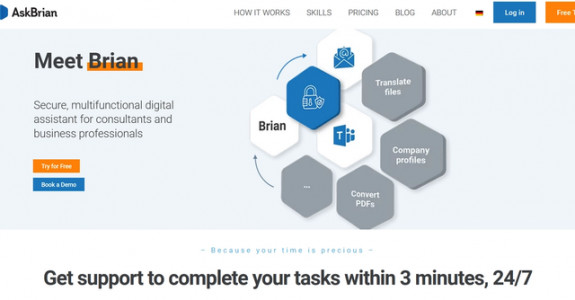 AskBrian
HOW IT WORKS SKILLS PRICING BLOG ABOUT Log in Free T
Meet Brian
Secure, multifunctional digital
assistant for consultants and
business professionals
Try for Free
Book a Demo
Brian
Translate
files
Company
profiles
Convert
PDFs
...
~ Because your time is precious ~
Get support to complete your tasks within 3 minutes, 24/7